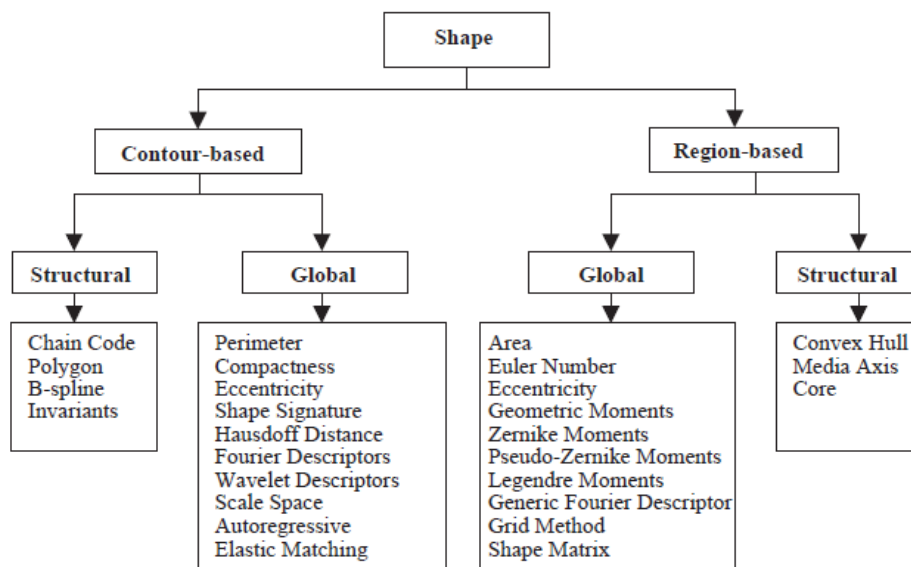 Shape
Contour-based
Region-based
Structural
Global
Global
Structural
Chain Code
Polygon
B-spline
Invariants
Perimeter
Compactness
Eccentricity
Shape Signature
Hausdoff Distance
Fourier Descriptors
Wavelet Descriptors
Scale Space
Autoregressive
Elastic Matching
Area
Euler Number
Eccentricity
Geometric Moments
Zernike Moments
Pseudo-Zernike Moments
Legendre Moments
Generic Fourier Descriptor
Grid Method
Shape Matrix
Convex Hull
Media Axis
Core